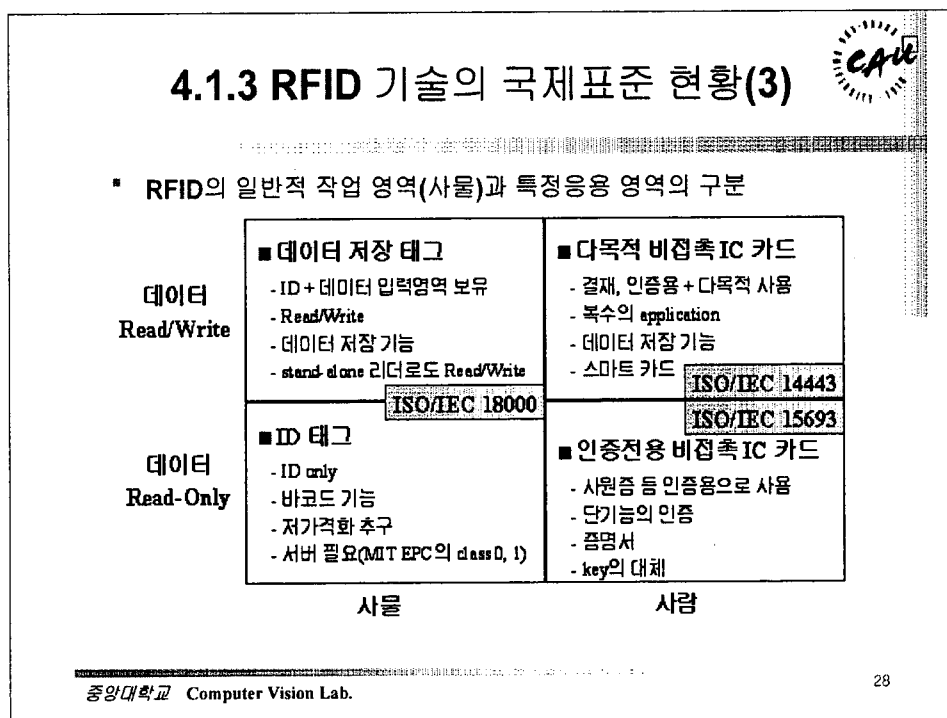 4.1.3 RFID 기술의 국제표준 현황(3)
CAU
▪ RFID의 일반적 작업 영역(사물)과 특정응용 영역의 구분
데이터
Read/Write
■ 데이터 저장 태그
- ID + 데이터 입력영역 보유
- Read/Write
- 데이터 저장 기능
- stand-alone 리더로도 Read/Write
ISO/IEC 18000
■ 다목적 비접촉 IC 카드
- 결재, 인증용 + 다목적 사용
- 복수의 application
- 데이터 저장 기능
- 스마트 카드
ISO/IEC 14443
ISO/IEC 15693
데이터
Read-Only
■ ID 태그
- ID only
- 바코드 기능
- 저가격화 추구
- 서버 필요(MIT EPC의 class 0, 1)
■ 인증전용 비접촉 IC 카드
- 사원증 등 인증용으로 사용
- 단기능의 인증
- 증명서
- key의 대체
사물
사람
중앙대학교 Computer Vision Lab.
28